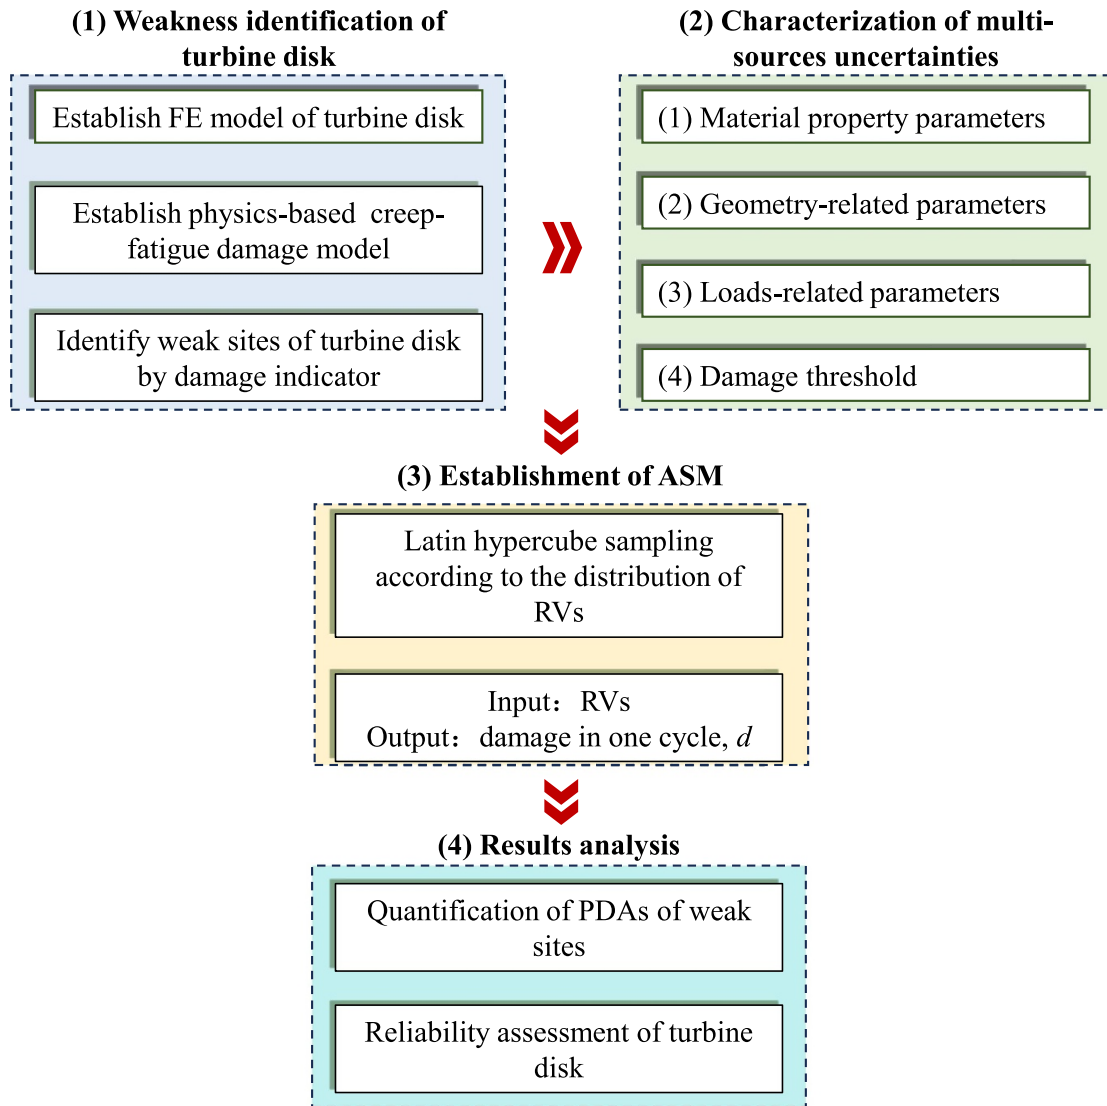 (1) Weakness identification of
turbine disk
Establish FE model of turbine disk
Establish physics-based  creep-
fatigue damage model
Identify weak sites of turbine disk
by damage indicator
(2) Characterization of multi-
sources uncertainties
(1) Material property parameters
(2) Geometry-related parameters
(3) Loads-related parameters
(4) Damage threshold
(3) Establishment of ASM
Latin hypercube sampling
according to the distribution of
RVs
Input：RVs
Output：damage in one cycle, d
(4) Results analysis
Quantification of PDAs of weak
sites
Reliability assessment of turbine
disk